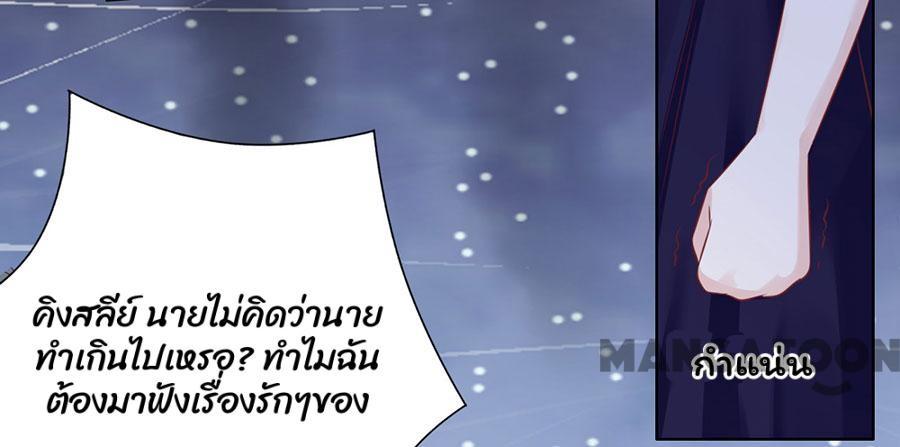 คิงสลีย์ นายไม่คิดว่านาย
ทำเกินไปเหรอ? ทำไมฉัน
ต้องมาฟังเรื่องรักๆของ
กำแน่น